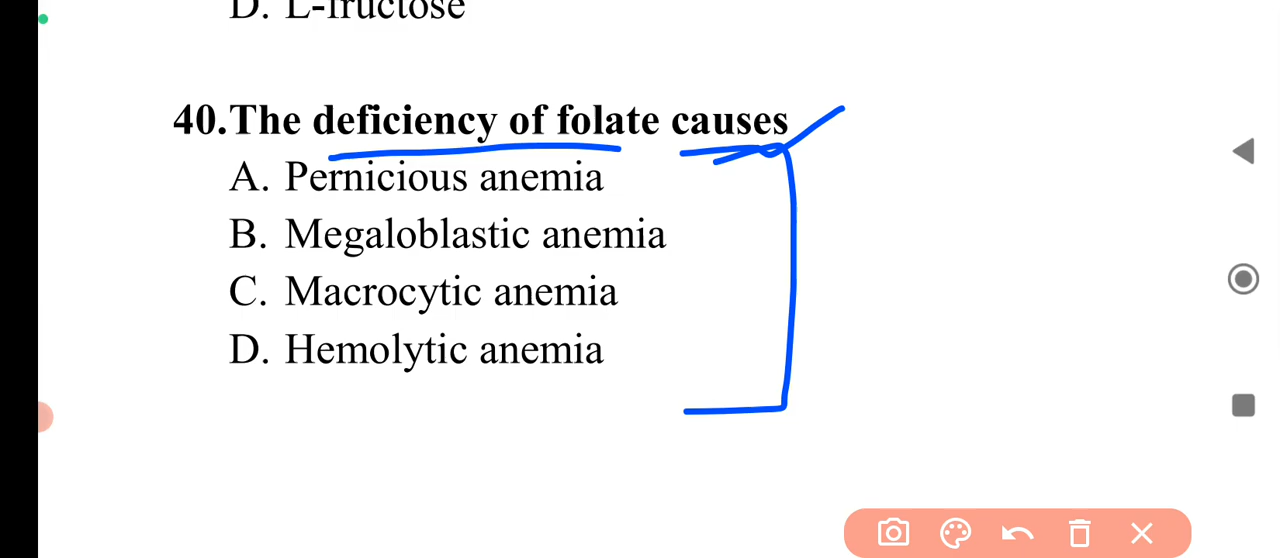 D. L-fructose
40.The deficiency of folate causes
A. Pernicious anemia
B. Megaloblastic anemia
C. Macrocytic anemia
D. Hemolytic anemia